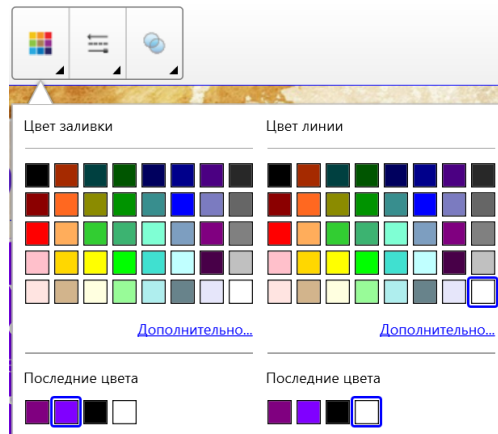 Цвет заливки
Цвет линии
Дополнительно...
Дополнительно...
Последние цвета
Последние цвета